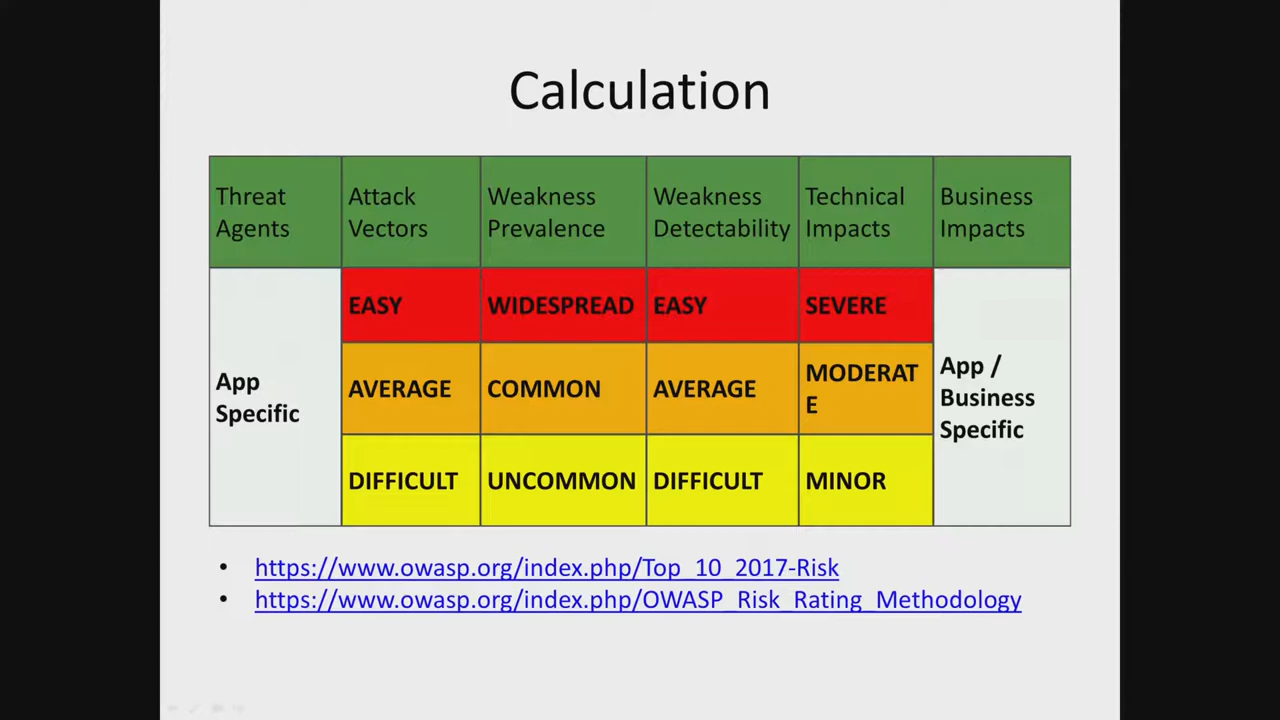 Calculation
Threat Agents
Attack Vectors
Weakness Prevalence
Weakness Detectability
Technical Impacts
Business Impacts
App Specific
EASY
WIDESPREAD
EASY
SEVERE
App / Business Specific
AVERAGE
COMMON
AVERAGE
MODERAT
E
DIFFICULT
UNCOMMON
DIFFICULT
MINOR
• https://www.owasp.org/index.php/Top_10_2017-Risk
• https://www.owasp.org/index.php/OWASP_Risk_Rating_Methodology